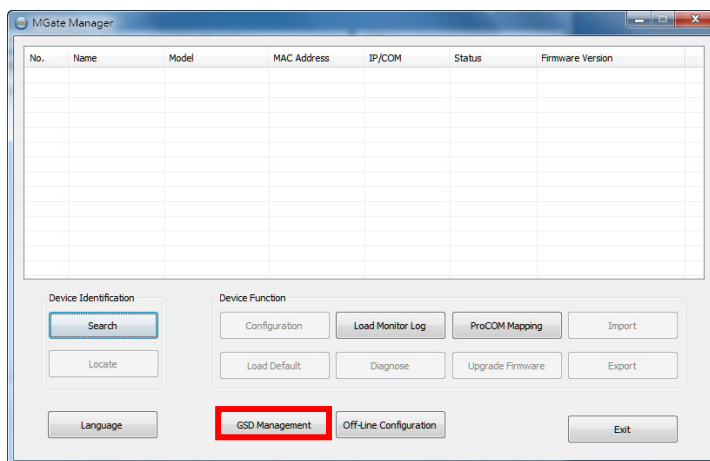 MGate Manager
No. Name Model MAC Address IP/COM Status Firmware Version
Device Identification Device Function
Search Configuration Load Monitor Log ProCOM Mapping Import
Locate Load Default Diagnose Upgrade Firmware Export
Language GSD Management Off-Line Configuration Exit